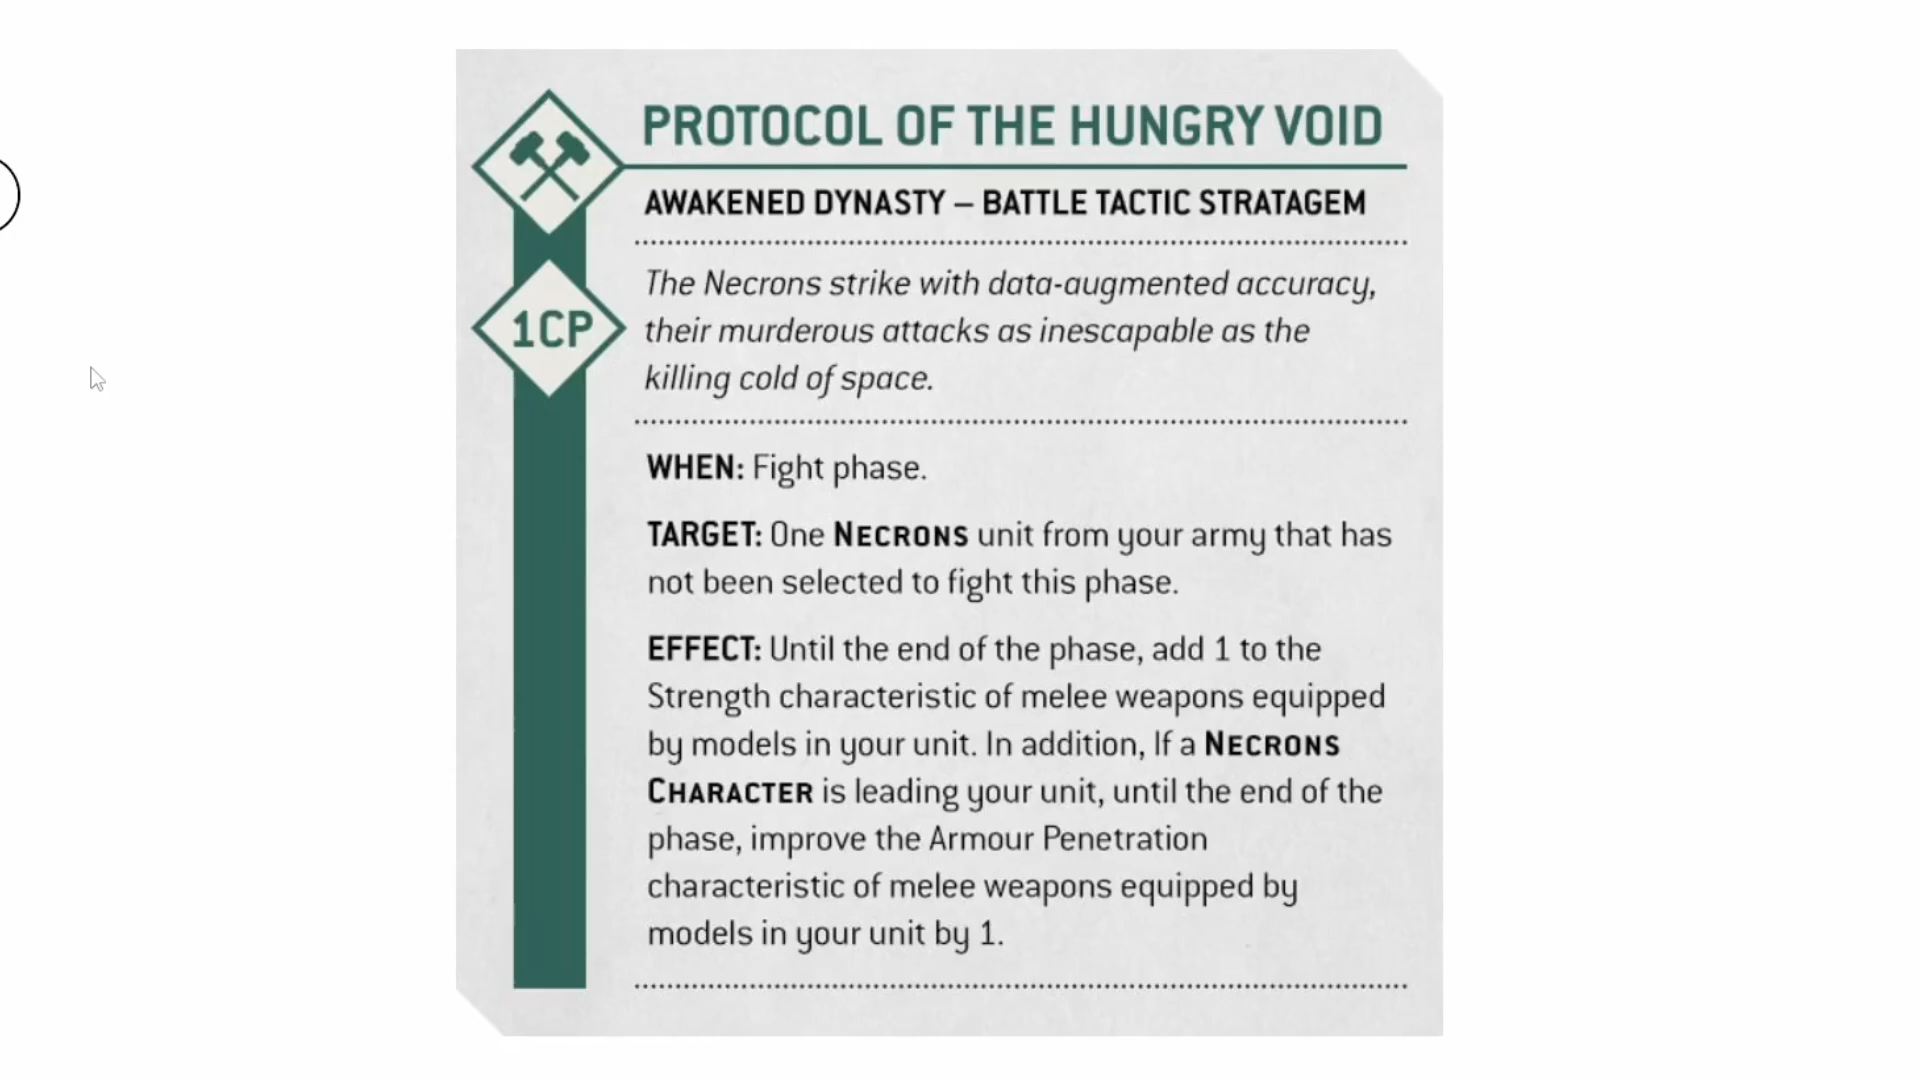 PROTOCOL OF THE HUNGRY VOID
AWAKENED DYNASTY – BATTLE TACTIC STRATAGEM
1CP
The Necrons strike with data-augmented accuracy,
their murderous attacks as inescapable as the
killing cold of space.
WHEN: Fight phase.
TARGET: One NECRONS unit from your army that has
not been selected to fight this phase.
EFFECT: Until the end of the phase, add 1 to the
Strength characteristic of melee weapons equipped
by models in your unit. In addition, If a NECRONS
CHARACTER is leading your unit, until the end of the
phase, improve the Armour Penetration
characteristic of melee weapons equipped by
models in your unit by 1.